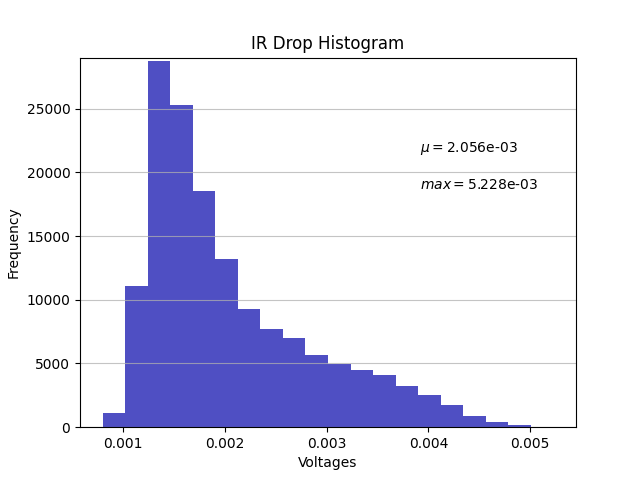 IR Drop Histogram
25000
20000
15000
10000
5000
0
Frequency
μ = 2.056e-03
max = 5.228e-03
0.001 0.002 0.003 0.004 0.005
Voltages